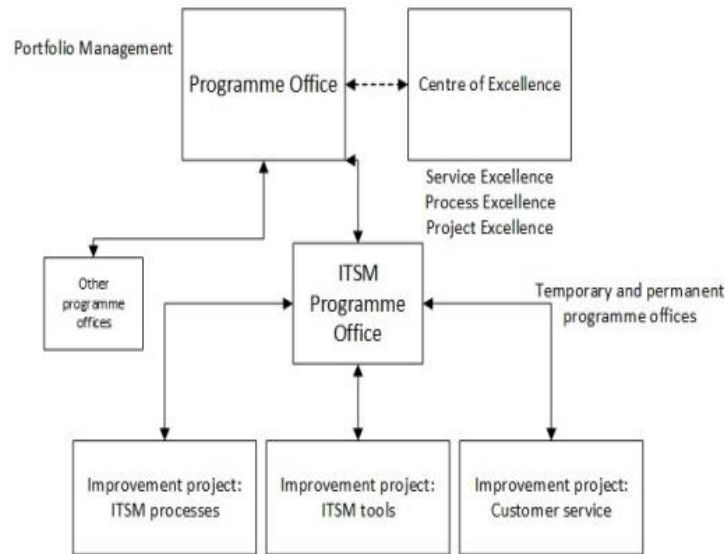 Portfolio Management
Programme Office
Centre of Excellence
Service Excellence
Process Excellence
Project Excellence
Other
programme
offices
ITSM
Programme
Office
Temporary and permanent
programme offices
Improvement project:
ITSM processes
Improvement project:
ITSM tools
Improvement project:
Customer service